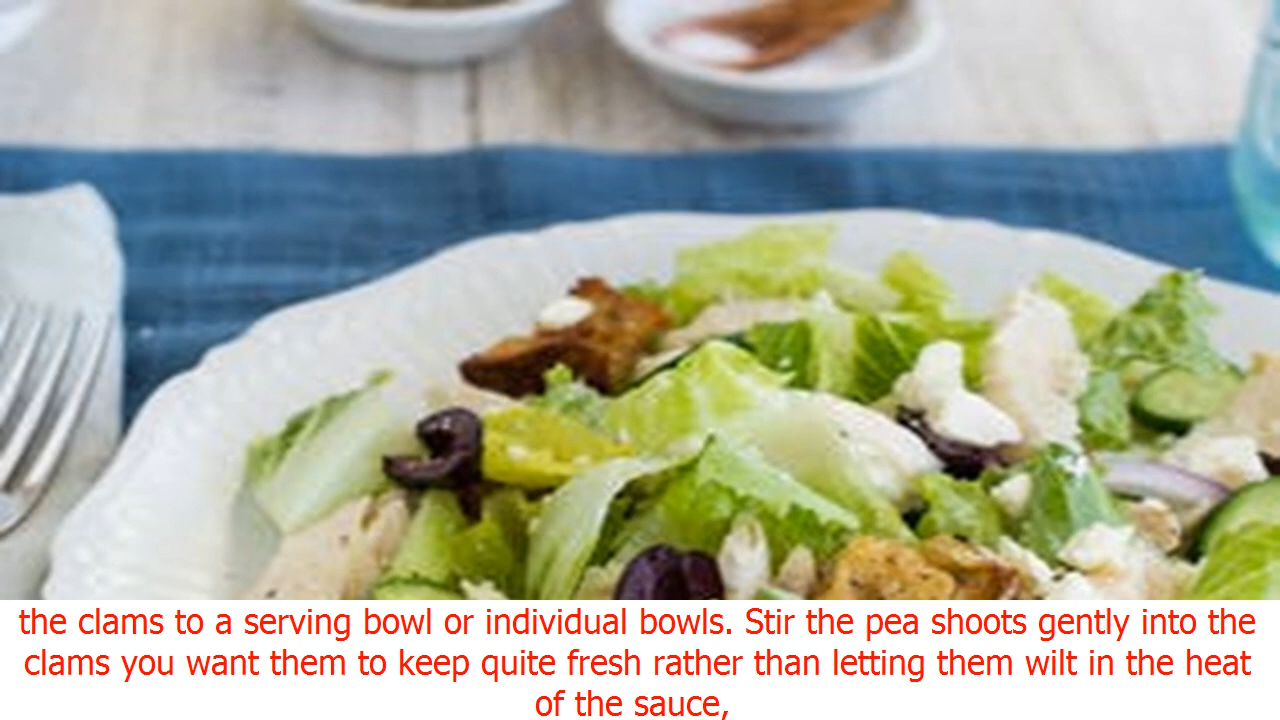 the clams to a serving bowl or individual bowls. Stir the pea shoots gently into the
clams you want them to keep quite fresh rather than letting them wilt in the heat
of the sauce,